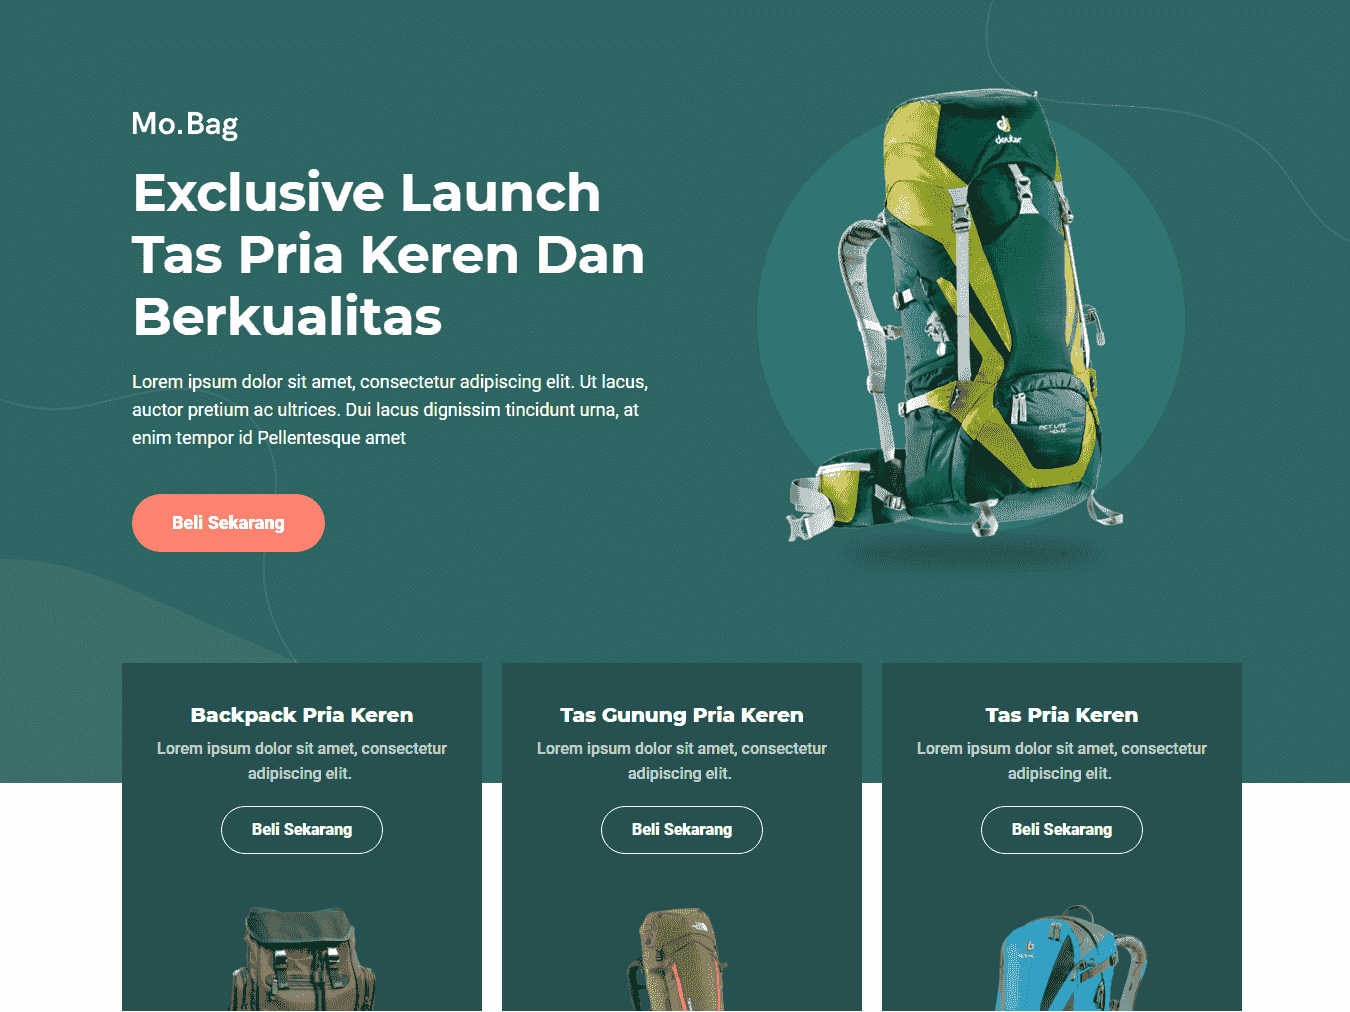 Mo.Bag
Exclusive Launch
Tas Pria Keren Dan
Berkualitas
Lorem ipsum dolor sit amet, consectetur adipiscing elit. Ut lacus,
auctor pretium ac ultrices. Dui lacus dignissim tincidunt urna, at
enim tempor id Pellentesque amet
Beli Sekarang
deuter
ACT LITE
Backpack Pria Keren
Lorem ipsum dolor sit amet, consectetur
adipiscing elit.
Beli Sekarang
Tas Gunung Pria Keren
Lorem ipsum dolor sit amet, consectetur
adipiscing elit.
Beli Sekarang
Tas Pria Keren
Lorem ipsum dolor sit amet, consectetur
adipiscing elit.
Beli Sekarang